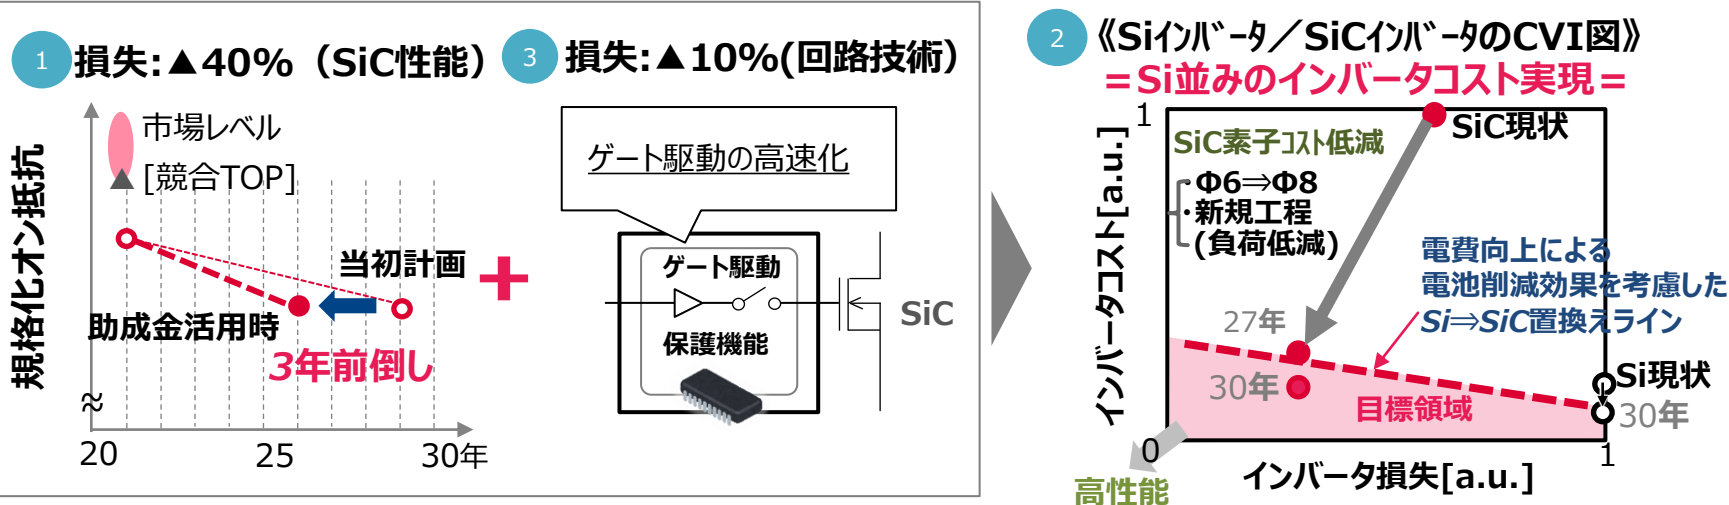 1
損失:▲40%（SiC性能）
市場レベル
[競合TOP]
規格化オン抵抗
当初計画
助成金活用時
3年前倒し
≈
20
25
30年
+
3
損失:▲10%(回路技術）
ゲート駆動の高速化
ゲート駆動
保護機能
SiC
2
《Siｲﾝﾊﾞｰﾀ／SiCｲﾝﾊﾞｰﾀのCVI図》
＝Si並みのインバータコスト実現＝
1
インバータコスト[a.u.]
SiC現状
SiC素子ｺｽﾄ低減
・Φ6⇒Φ8
・新規工程
(負荷低減)
電費向上による
電池削減効果を考慮した
Si⇒SiC置換えライン
27年
30年
目標領域
Si現状
30年
0
1
インバータ損失[a.u.]
高性能